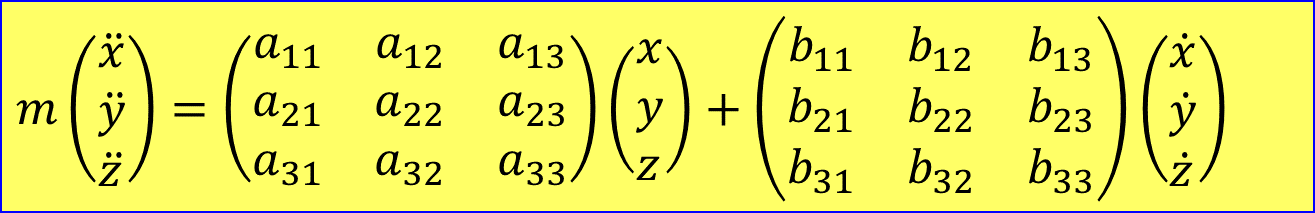 m(ẍ ÿ z̈) = (a₁₁ a₁₂ a₁₃ a₂₁ a₂₂ a₂₃ a₃₁ a₃₂ a₃₃)(x y z) + (b₁₁ b₁₂ b₁₃ b₂₁ b₂₂ b₂₃ b₃₁ b₃₂ b₃₃)(ẋ ẏ ż)